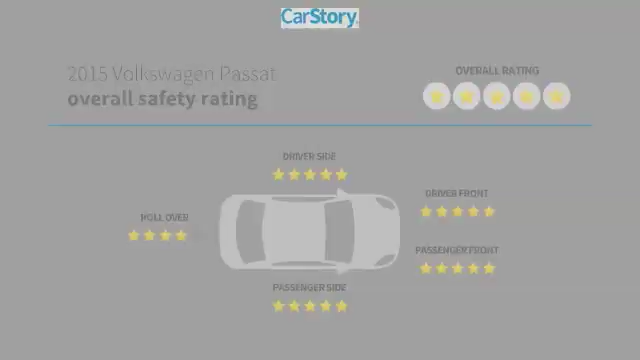 CarStory
2015 Volkswagen Passat
overall safety rating
OVERALL RATING
DRIVER SIDE
DRIVER FRONT
ROLL OVER
PASSENGER FRONT
PASSENGER SIDE